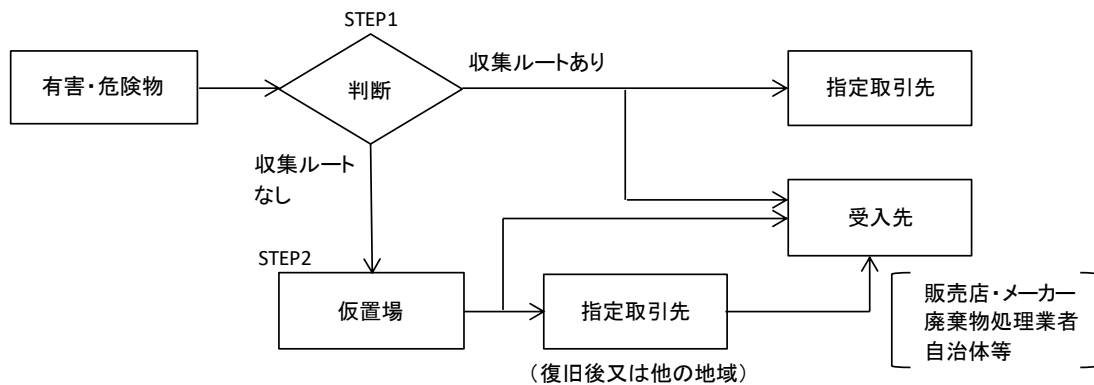 STEP1
有害・危険物
判断
収集ルートあり
指定取引先
収集ルート
なし
受入先
STEP2
仮置場
指定取引先
(復旧後又は他の地域)
販売店・メーカー
廃棄物処理業者
自治体等